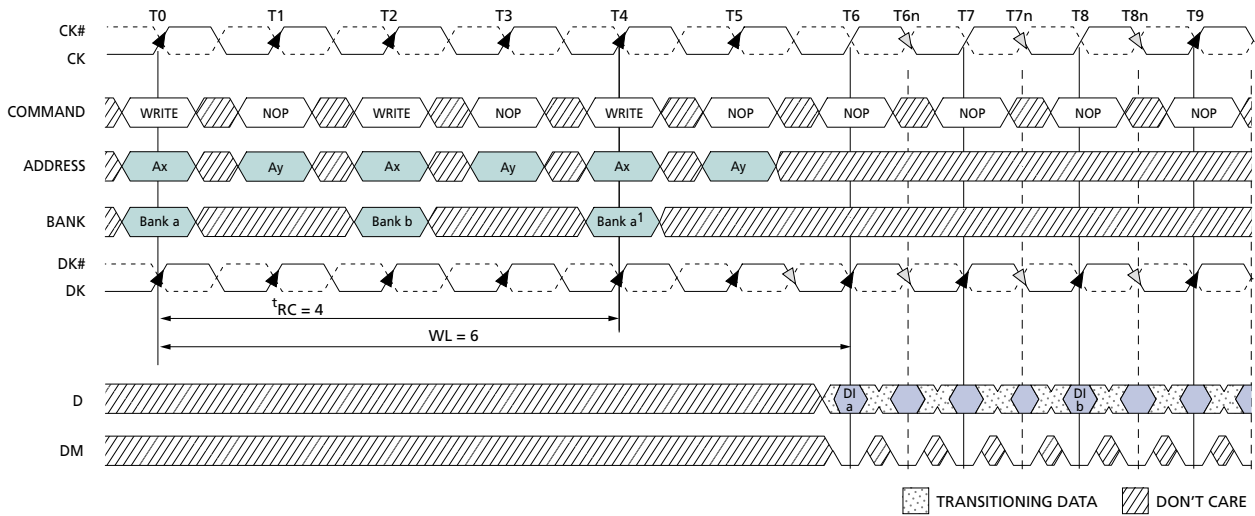 T0 T1 T2 T3 T4 T5 T6 T6n T7 T7n T8 T8n T9
CK#
CK
COMMAND WRITE NOP WRITE NOP WRITE NOP NOP NOP NOP NOP
ADDRESS Ax Ay Ax Ay Ax Ay
BANK Bank a Bank b Bank a1
DK#
DK
tRC = 4
WL = 6
D DI a DI b
DM
TRANSITIONING DATA DON'T CARE